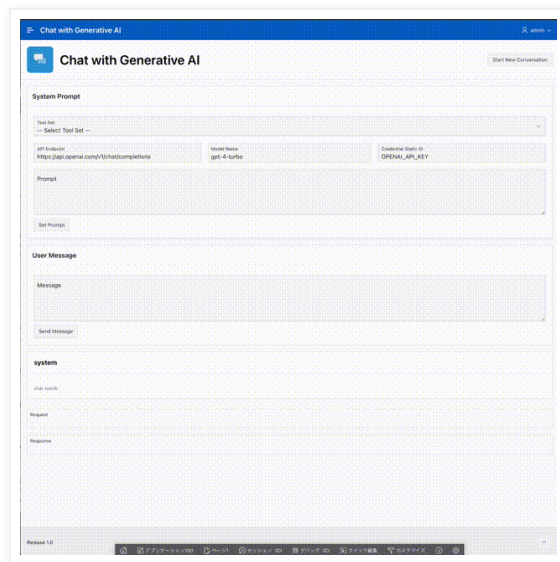 Chat with Generative AI
admin
Chat with Generative AI
Start New Conversation
System Prompt
Tool Set
-- Select Tool Set --
API Endpoint
https://api.openai.com/v1/chat/completions
Model Name
gpt-4-turbo
Credential Static ID
OPENAI_API_KEY
Prompt
Set Prompt
User Message
Message
Send Message
system
Request
Response
Release 1.0
アプリケーション100
ページ1
セッション
デバッグ
クイック編集
カスタマイズ